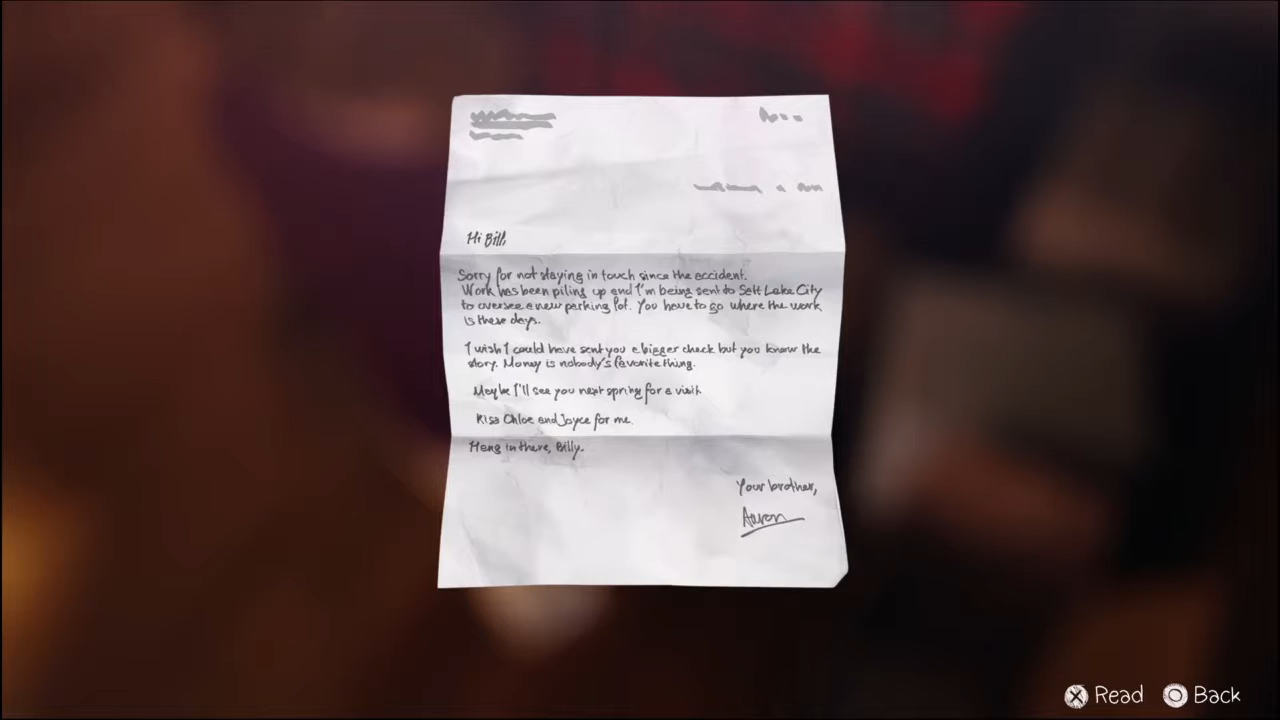 Hi Bill,
Sorry for not staying in touch since the accident.
Work has been piling up and I'm being sent to Salt Lake City
to oversee a new parking lot. You have to go where the work
is these days.
I wish I could have sent you a bigger check but you know the
story. Money is nobody's favorite thing.
Maybe I'll see you next spring for a visit.
Kiss Chloe and Joyce for me.
Hang in there, Billy.
Your brother,
Aaron
Read Back